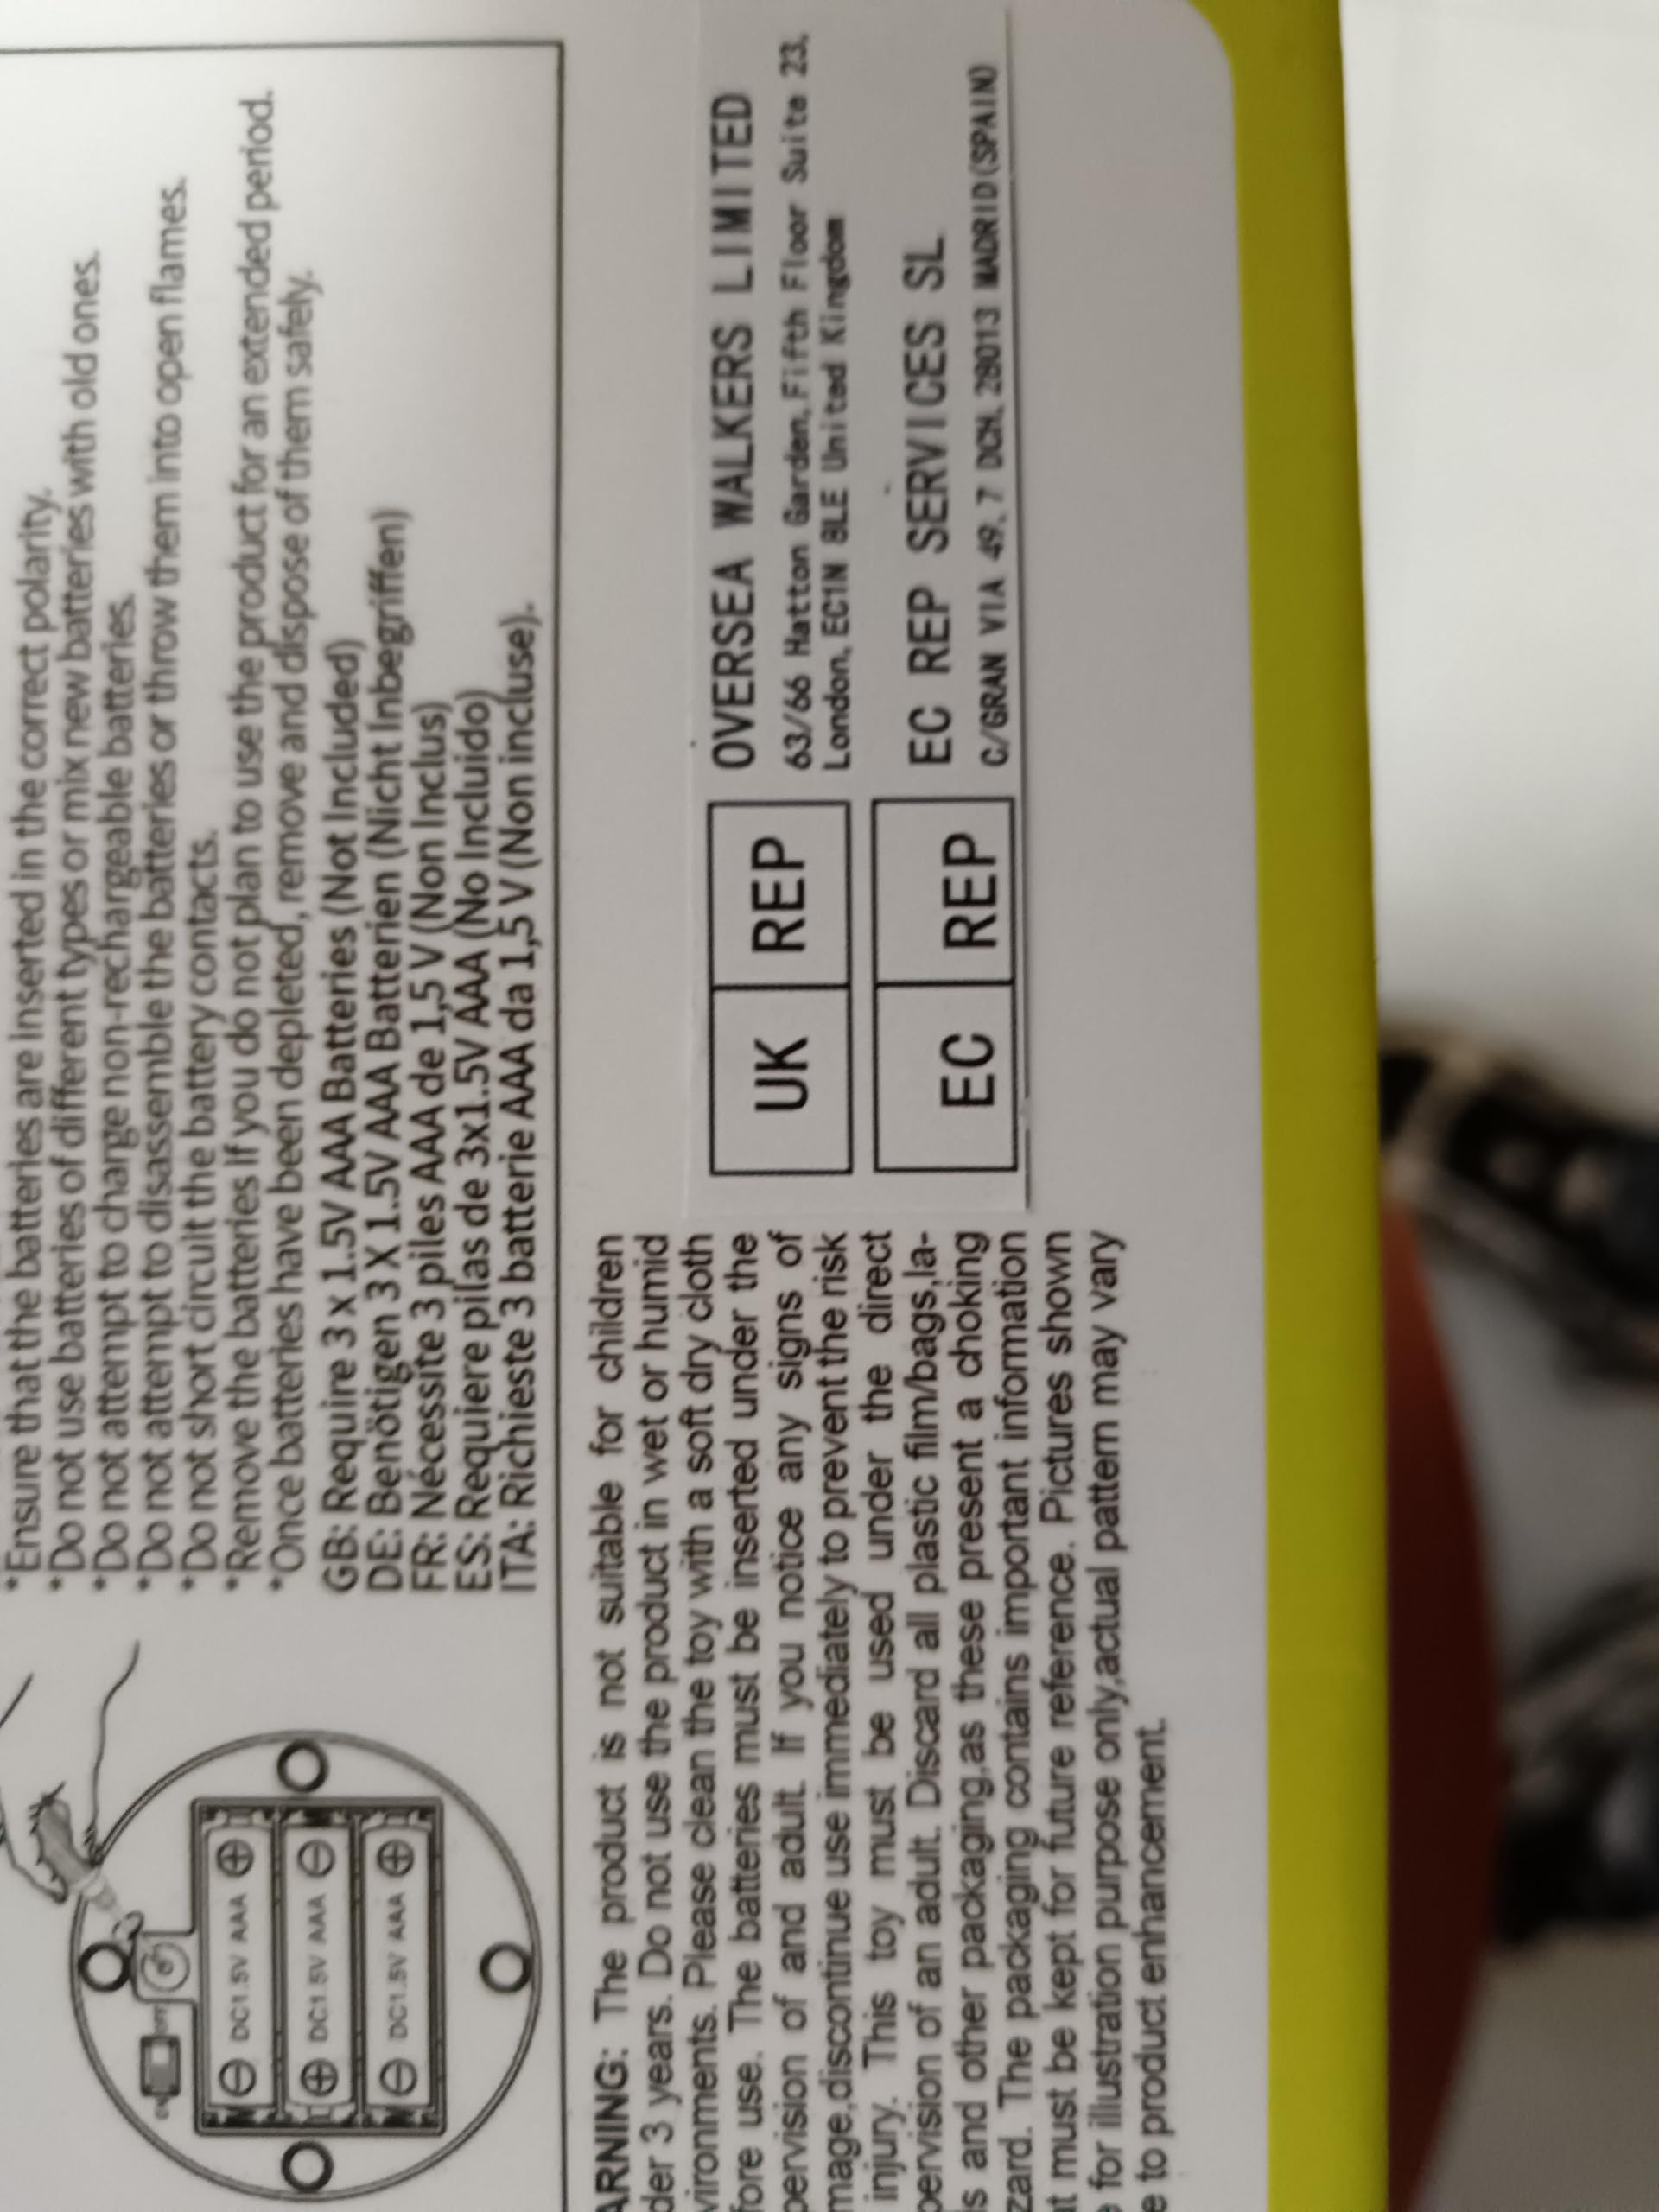 *Ensure that the batteries are inserted in the correct polarity.
*Do not use batteries of different types or mix new battteries with old ones.
*Do not attempt to charge non-rechargeable batteries.
*Do not attempt to disassemble the batteries or throw them into open flames.
*Do not short circuit the battery contacts.
*Remove the batteries if you do not plan to use the product for an extended period.
*Once batteries have been depleted, remove and dispose of them safely.
GB: Require 3 x 1.5V AAA Batteries (Not Included)
DE: Benötigen 3 X 1.5V AAA Batterien (Nicht Inbegriffen)
FR: Nécessite 3 piles AAA de 1,5 V (Non Inclus)
ES: Requiere pilas de 3x1.5V AAA (No Incluido)
ITA: Richieste 3 batterie AAA da 1,5 V (Non incluse).
DC1.5V AAA
DC1.5V AAA
DC1.5V AAA
ARNING: The product is not suitable for children
der 3 years. Do not use the product in wet or humid
vironments. Please clean the toy with a soft dry cloth
fore use. The batteries must be inserted under the
pervision of and adult. If you notice any signs of
mage,discontinue use immediately to prevent the risk
injury. This toy must be used under the direct
pervision of an adult. Discard all plastic film/bags,la-
ls and other packaging,as these present a choking
zard. The packaging contains important information
t must be kept for future reference. Pictures shown
e for illustration purpose only,actual pattern may vary
e to product enhancement.
UK REP
OVERSEA WALKERS LIMITED
63/66 Hatton Garden,Fifth Floor Suite 23,
London, EC1N 8LE United Kingdom
EC REP
EC REP SERVICES SL
C/GRAN VIA 49, 7 DCH, 28013 MADRID(SPAIN)